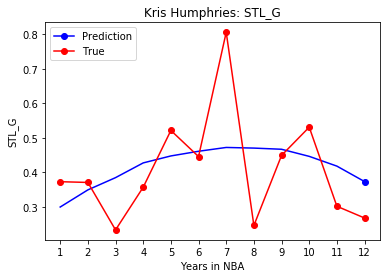 Kris Humphries: STL_G
Prediction
True
STL_G
0.8
0.7
0.6
0.5
0.4
0.3
1 2 3 4 5 6 7 8 9 10 11 12
Years in NBA